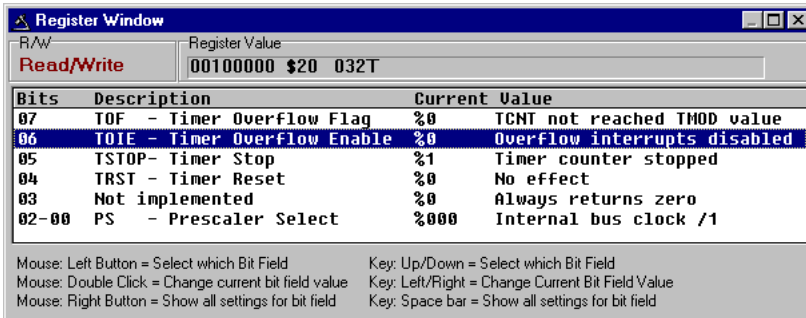 Register Window
R/W
Register Value
Read/Write
00100000 $20 032T
Bits Description Current Value
07 TOF - Timer Overflow Flag %0 TCNT not reached TMOD value
06 TOIE - Timer Overflow Enable %0 Overflow interrupts disabled
05 TSTOP- Timer Stop %1 Timer counter stopped
04 TRST - Timer Reset %0 No effect
03 Not implemented %0 Always returns zero
02-00 PS - Prescaler Select %000 Internal bus clock /1
Mouse: Left Button = Select which Bit Field Key: Up/Down = Select which Bit Field
Mouse: Double Click = Change current bit field value Key: Left/Right = Change Current Bit Field Value
Mouse: Right Button = Show all settings for bit field Key: Space bar = Show all settings for bit field